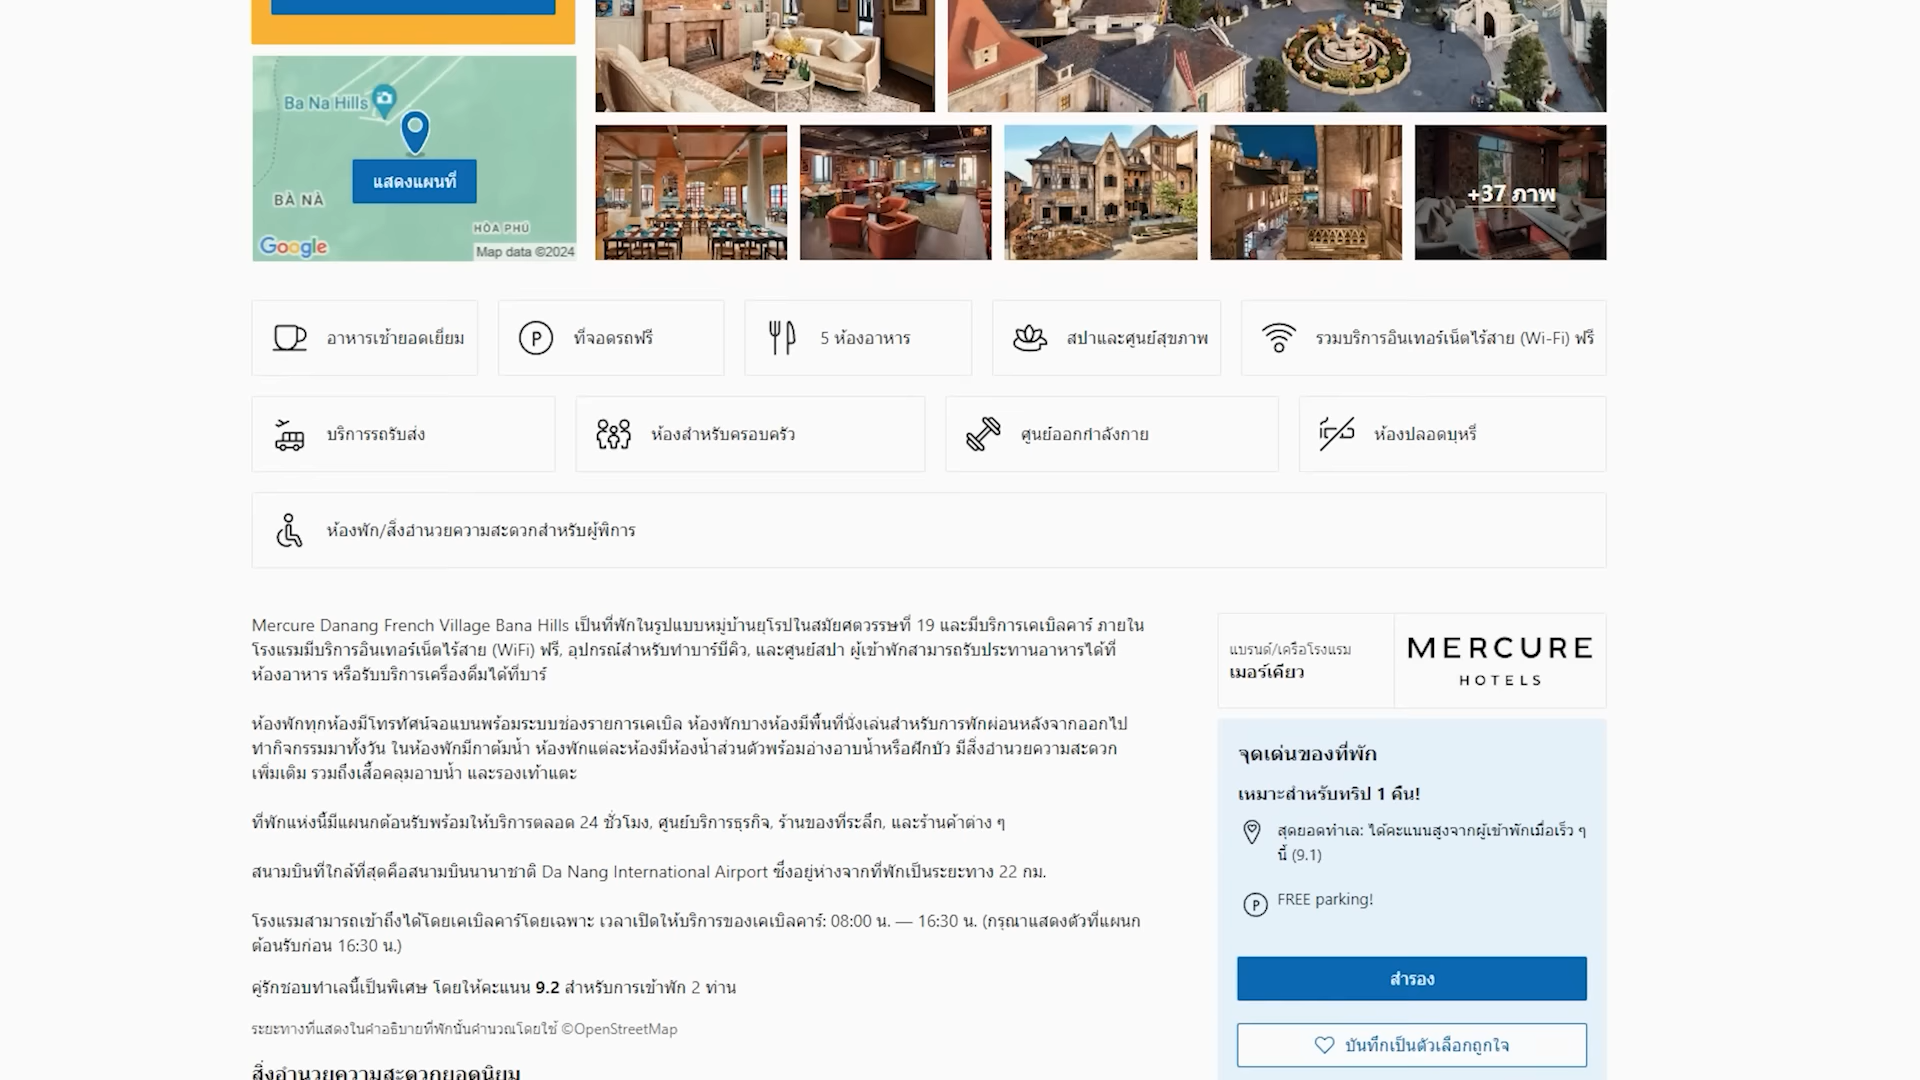 Ba Na Hills
แสดงแผนที่
BÀ NÀ
HÒA PHÚ
Google
Map data ©2024
+37 ภาพ
อาหารเช้ายอดเยี่ยม
ที่จอดรถฟรี
5 ห้องอาหาร
สปาและศูนย์สุขภาพ
รวมบริการอินเทอร์เน็ตไร้สาย (Wi-Fi) ฟรี
บริการรถรับส่ง
ห้องสำหรับครอบครัว
ศูนย์ออกกำลังกาย
ห้องปลอดบุหรี่
ห้องพัก/สิ่งอำนวยความสะดวกสำหรับผู้พิการ
Mercure Danang French Village Bana Hills เป็นที่พักในรูปแบบหมู่บ้านยุโรปในสมัยศตวรรษที่ 19 และมีบริการเคเบิลคาร์ ภายใน
โรงแรมมีบริการอินเทอร์เน็ตไร้สาย (WiFi) ฟรี, อุปกรณ์สำหรับทำบาร์บีคิว, และศูนย์สปา ผู้เข้าพักสามารถรับประทานอาหารได้ที่
ห้องอาหาร หรือรับบริการเครื่องดื่มได้ที่บาร์
ห้องพักทุกห้องมีโทรทัศน์จอแบนพร้อมระบบช่องรายการเคเบิล ห้องพักบางห้องมีพื้นที่นั่งเล่นสำหรับการพักผ่อนหลังจากออกไป
ทำกิจกรรมมาทั้งวัน ในห้องพักมีกาต้มน้ำ ห้องพักแต่ละห้องมีห้องน้ำส่วนตัวพร้อมอ่างอาบน้ำหรือฝักบัว มีสิ่งอำนวยความสะดวก
เพิ่มเติม รวมถึงเสื้อคลุมอาบน้ำ และรองเท้าแตะ
ที่พักแห่งนี้มีแผนกต้อนรับพร้อมให้บริการตลอด 24 ชั่วโมง, ศูนย์บริการธุรกิจ, ร้านของที่ระลึก, และร้านค้าต่าง ๆ
สนามบินที่ใกล้ที่สุดคือสนามบินนานาชาติ Da Nang International Airport ซึ่งอยู่ห่างจากที่พักเป็นระยะทาง 22 กม.
โรงแรมสามารถเข้าถึงได้โดยเคเบิลคาร์โดยเฉพาะ เวลาเปิดให้บริการของเคเบิลคาร์: 08:00 น. — 16:30 น. (กรุณาแสดงตัวที่แผนก
ต้อนรับก่อน 16:30 น.)
คู่รักชอบทำเลนี้เป็นพิเศษ โดยให้คะแนน 9.2 สำหรับการเข้าพัก 2 ท่าน
ระยะทางที่แสดงในคำอธิบายที่พักนั้นคำนวณโดยใช้ ©OpenStreetMap
สิ่งอำนวยความสะดวกยอดนิยม
แบรนด์/เครือโรงแรม
เมอร์เคียว
MERCURE
HOTELS
จุดเด่นของที่พัก
เหมาะสำหรับทริป 1 คืน!
สุดยอดทำเล: ได้คะแนนสูงจากผู้เข้าพักเมื่อเร็ว ๆ
นี้ (9.1)
FREE parking!
สำรอง
บันทึกเป็นตัวเลือกถูกใจ